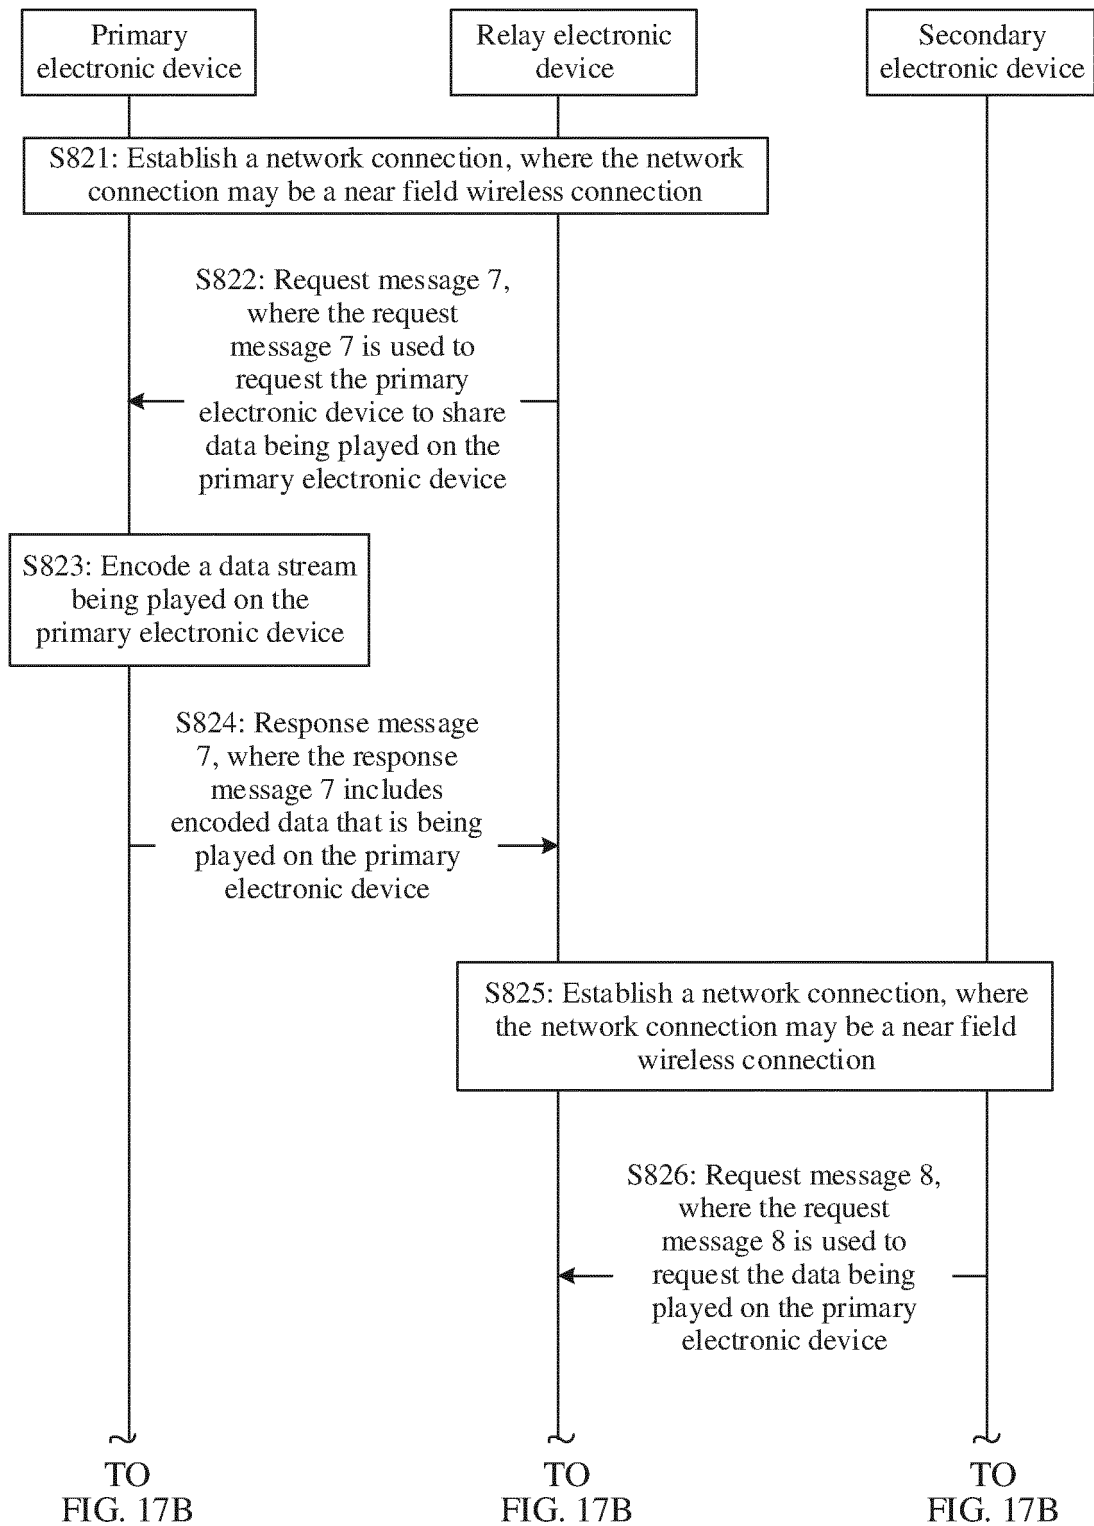 Primary
electronic device
Relay electronic
device
Secondary
electronic device
S821: Establish a network connection, where the network
connection may be a near field wireless connection
S822: Request message 7,
where the request
message 7 is used to
request the primary
electronic device to share
data being played on the
primary electronic device
S823: Encode a data stream
being played on the
primary electronic device
S824: Response message
7, where the response
message 7 includes
encoded data that is being
played on the primary
electronic device
S825: Establish a network connection, where
the network connection may be a near field
wireless connection
S826: Request message 8,
where the request
message 8 is used to
request the data being
played on the primary
electronic device
TO
FIG. 17B
TO
FIG. 17B
TO
FIG. 17B